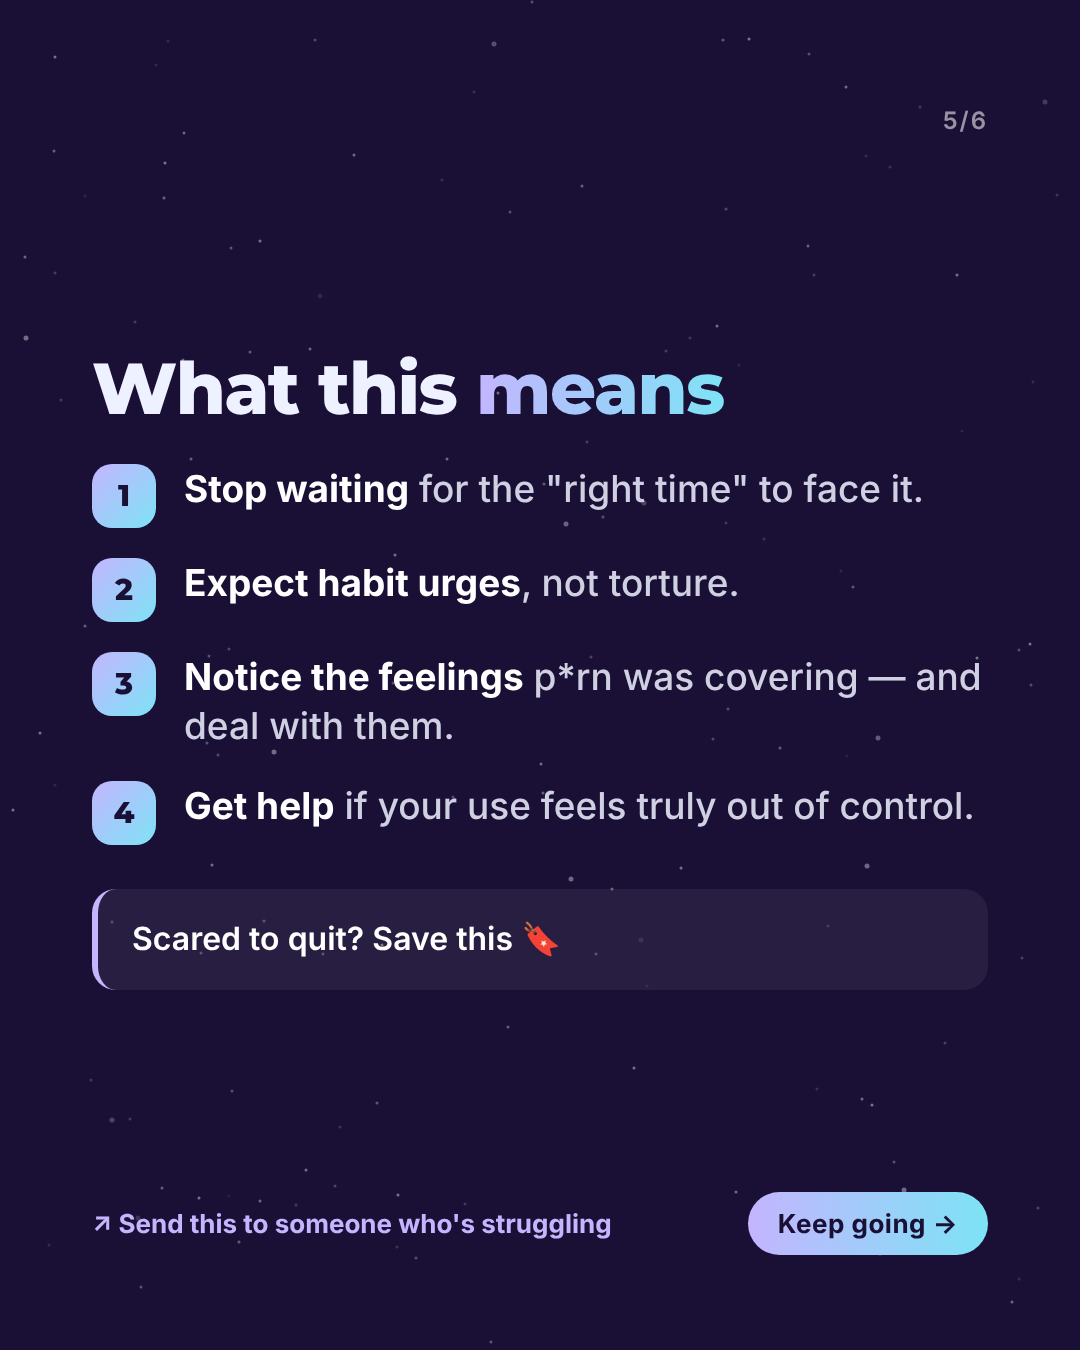 5/6
What this means
1 Stop waiting for the "right time" to face it.
2 Expect habit urges, not torture.
3 Notice the feelings p*rn was covering — and
deal with them.
4 Get help if your use feels truly out of control.
Scared to quit? Save this 🔖
↗ Send this to someone who's struggling
Keep going →